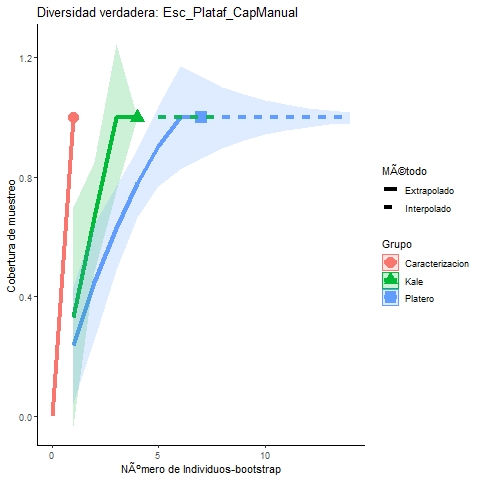 Diversidad verdadera: Esc_Plataf_CapManual
1.2
0.8
0.4
0.0
Cobertura de muestreo
0
5
10
NÃºmero de Individuos-bootstrap
MÃ©todo
Extrapolado
Interpolado
Grupo
Caracterizacion
Kale
Platero